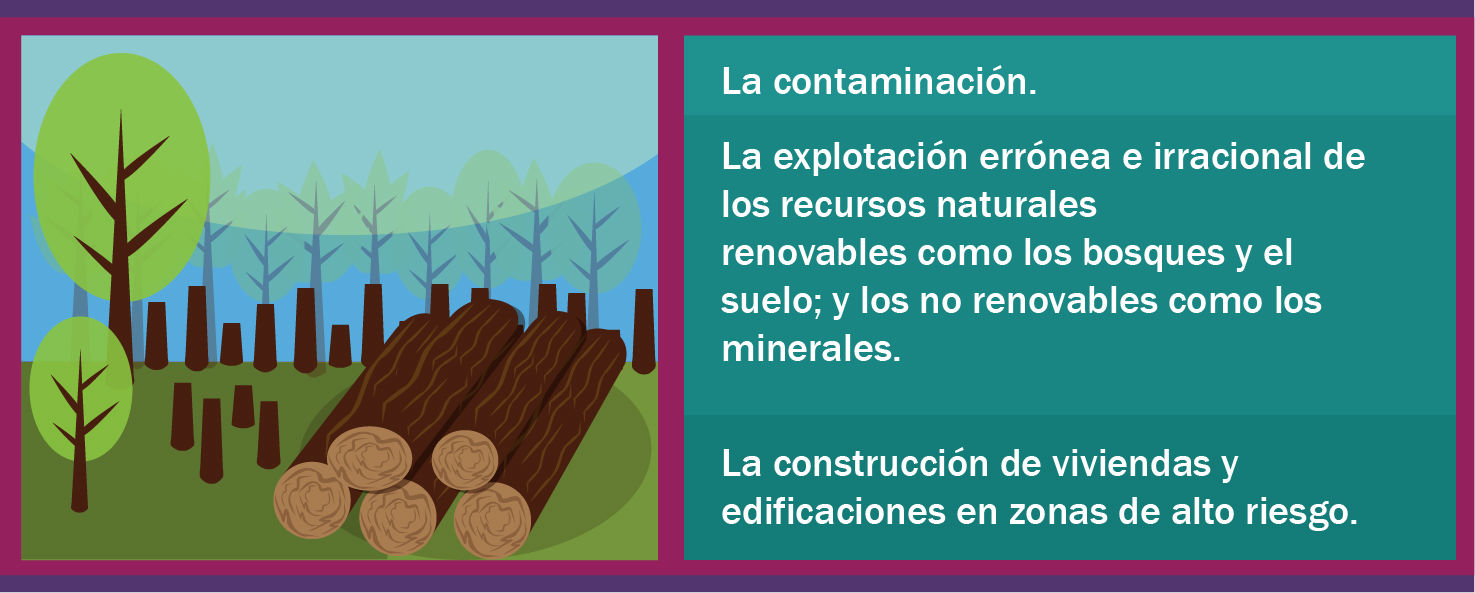 La contaminación.
La explotación errónea e irracional de
los recursos naturales
renovables como los bosques y el
suelo; y los no renovables como los
minerales.
La construcción de viviendas y
edificaciones en zonas de alto riesgo.